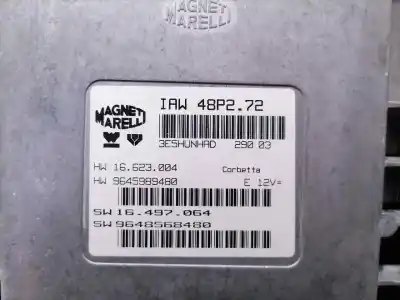 MAGNETI
MARELLI
MAGNETI
MARELLI
IAW 48P2.72
3E5HUNHAD 290 03
HW 16.623.004 Corbetta
HW 9645989480 E 12V=
SW 16.497.064
SW 9648568480